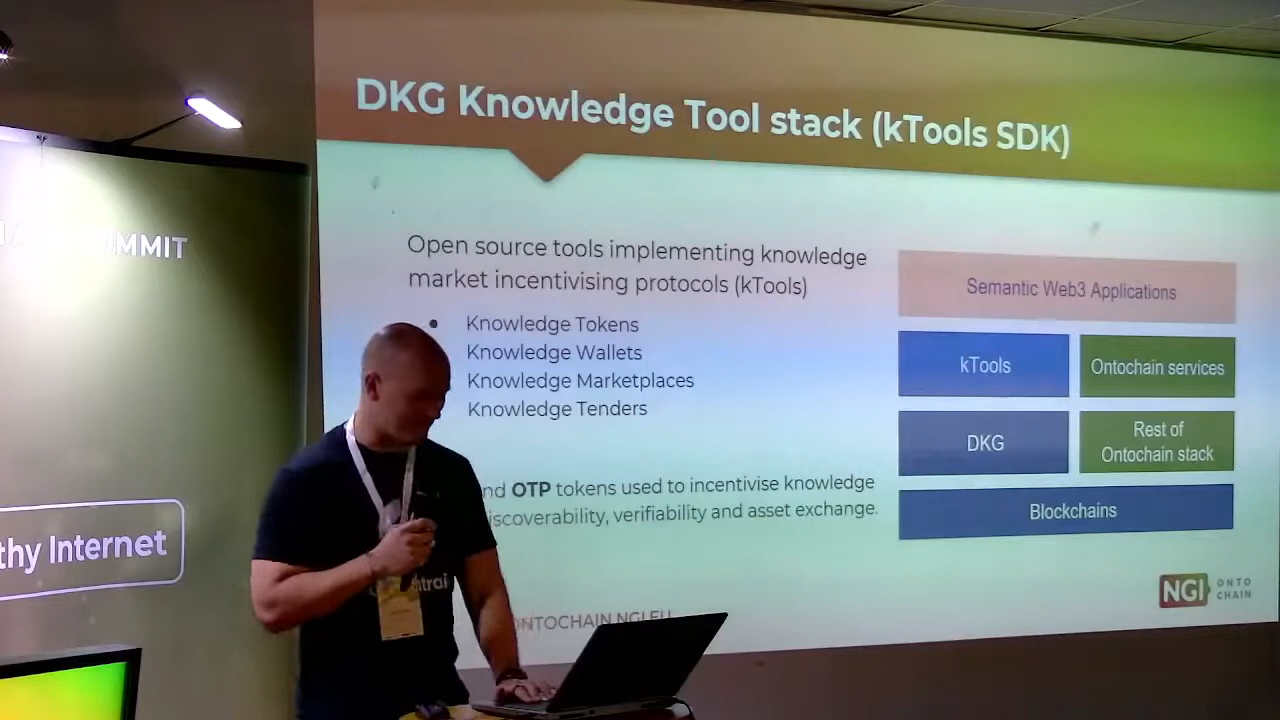 DKG Knowledge Tool stack (kTools SDK)
Open source tools implementing knowledge
market incentivising protocols (kTools)
Knowledge Tokens
Knowledge Wallets
Knowledge Marketplaces
Knowledge Tenders
nd OTP tokens used to incentivise knowledge
iscoverability, verifiability and asset exchange.
Semantic Web3 Applications
kTools
Ontochain services
DKG
Rest of
Ontochain stack
Blockchains
NGI ONTO
CHAIN
ONTOCHAIN.NGI.EU
MMIT
thy Internet